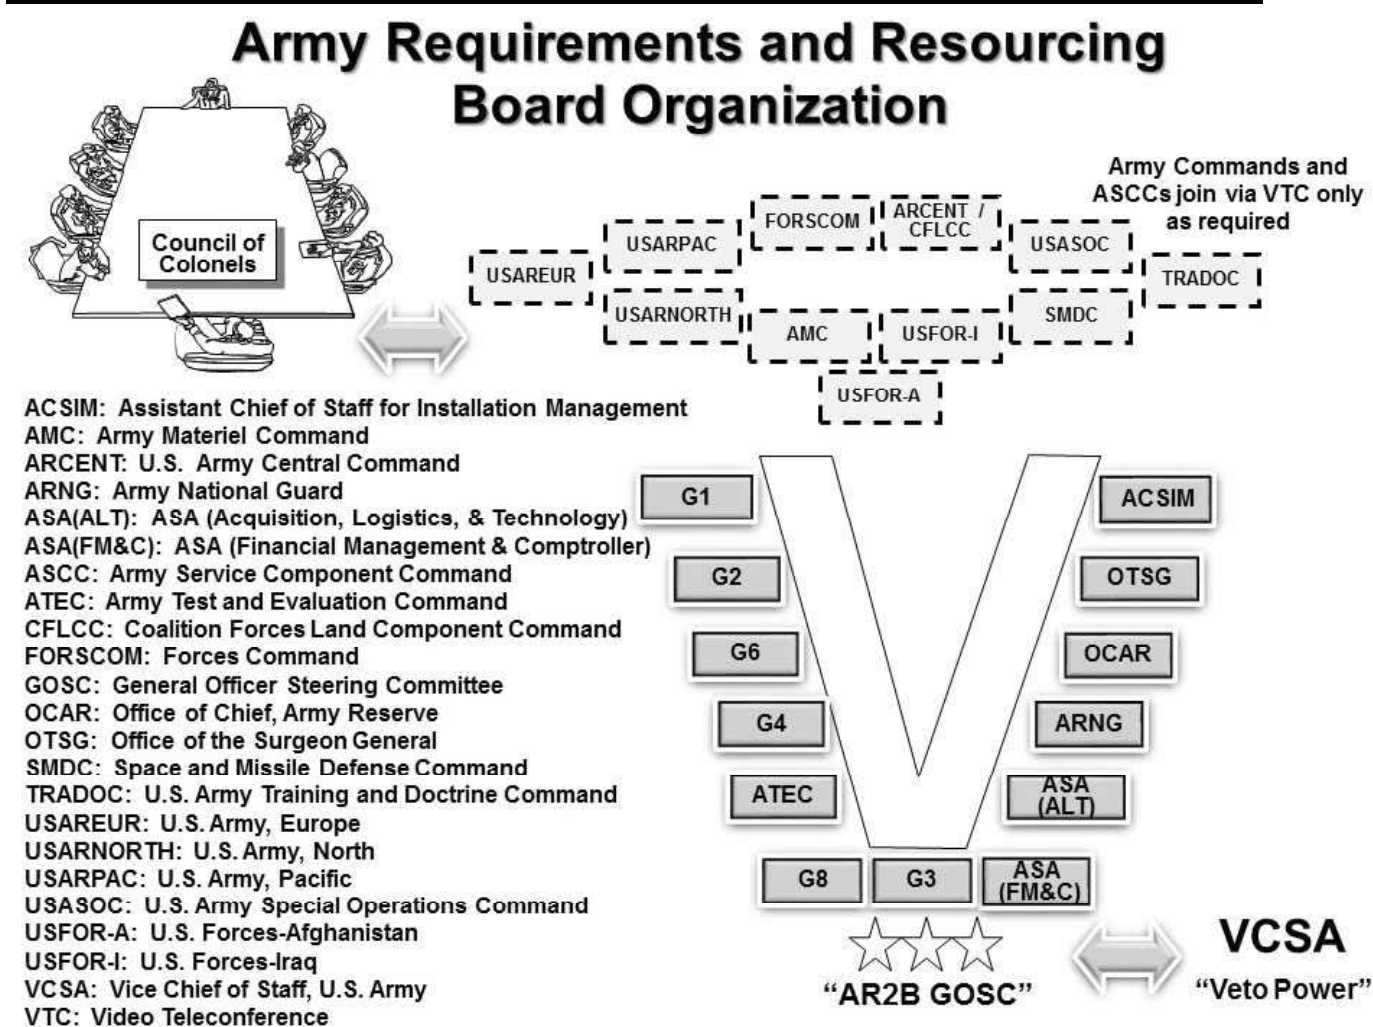 Army Requirements and Resourcing
Board Organization
Army Commands and
ASCCs join via VTC only
as required
Council of
Colonels
USAREUR
USARPAC
FORSCOM
ARCENT /
CFLCC
USASOC
TRADOC
USARNORTH
AMC
USFOR-I
SMDC
USFOR-A
ACSIM: Assistant Chief of Staff for Installation Management
AMC: Army Materiel Command
ARCENT: U.S. Army Central Command
ARNG: Army National Guard
ASA(ALT): ASA (Acquisition, Logistics, & Technology)
ASA(FM&C): ASA (Financial Management & Comptroller)
ASCC: Army Service Component Command
ATEC: Army Test and Evaluation Command
CFLCC: Coalition Forces Land Component Command
FORSCOM: Forces Command
GOSC: General Officer Steering Committee
OCAR: Office of Chief, Army Reserve
OTSG: Office of the Surgeon General
SMDC: Space and Missile Defense Command
TRADOC: U.S. Army Training and Doctrine Command
USAREUR: U.S. Army, Europe
USARNORTH: U.S. Army, North
USARPAC: U.S. Army, Pacific
USASOC: U.S. Army Special Operations Command
USFOR-A: U.S. Forces-Afghanistan
USFOR-I: U.S. Forces-Iraq
VCSA: Vice Chief of Staff, U.S. Army
VTC: Video Teleconference
G1
G2
G6
G4
ATEC
G8
G3
ASA
(FM&C)
ACSIM
OTSG
OCAR
ARNG
ASA
(ALT)
“AR2B GOSC”
VCSA
“Veto Power”